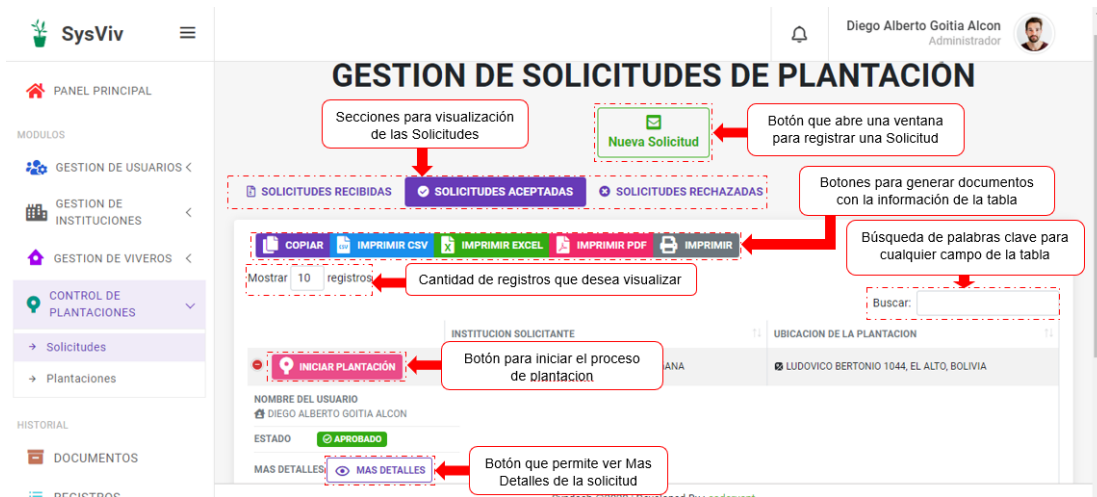 SysViv
Diego Alberto Goitia Alcon
Administrador
PANEL PRINCIPAL
MODULOS
GESTION DE USUARIOS
GESTION DE
INSTITUCIONES
GESTION DE VIVEROS
CONTROL DE
PLANTACIONES
Solicitudes
Plantaciones
HISTORIAL
DOCUMENTOS
REGISTROS
GESTION DE SOLICITUDES DE PLANTACIÓN
Secciones para visualización
de las Solicitudes
Nueva Solicitud
Botón que abre una ventana
para registrar una Solicitud
SOLICITUDES RECIBIDAS
SOLICITUDES ACEPTADAS
SOLICITUDES RECHAZADAS
Botones para generar documentos
con la información de la tabla
COPIAR
IMPRIMIR CSV
IMPRIMIR EXCEL
IMPRIMIR PDF
IMPRIMIR
Búsqueda de palabras clave para
cualquier campo de la tabla
Mostrar 10 registros
Cantidad de registros que desea visualizar
Buscar:
INSTITUCION SOLICITANTE
UBICACION DE LA PLANTACION
INICIAR PLANTACIÓN
Botón para iniciar el proceso
de plantacion
LUDOVICO BERTONIO 1044, EL ALTO, BOLIVIA
NOMBRE DEL USUARIO
DIEGO ALBERTO GOITIA ALCON
ESTADO
APROBADO
MAS DETALLES
MAS DETALLES
Botón que permite ver Mas
Detalles de la solicitud